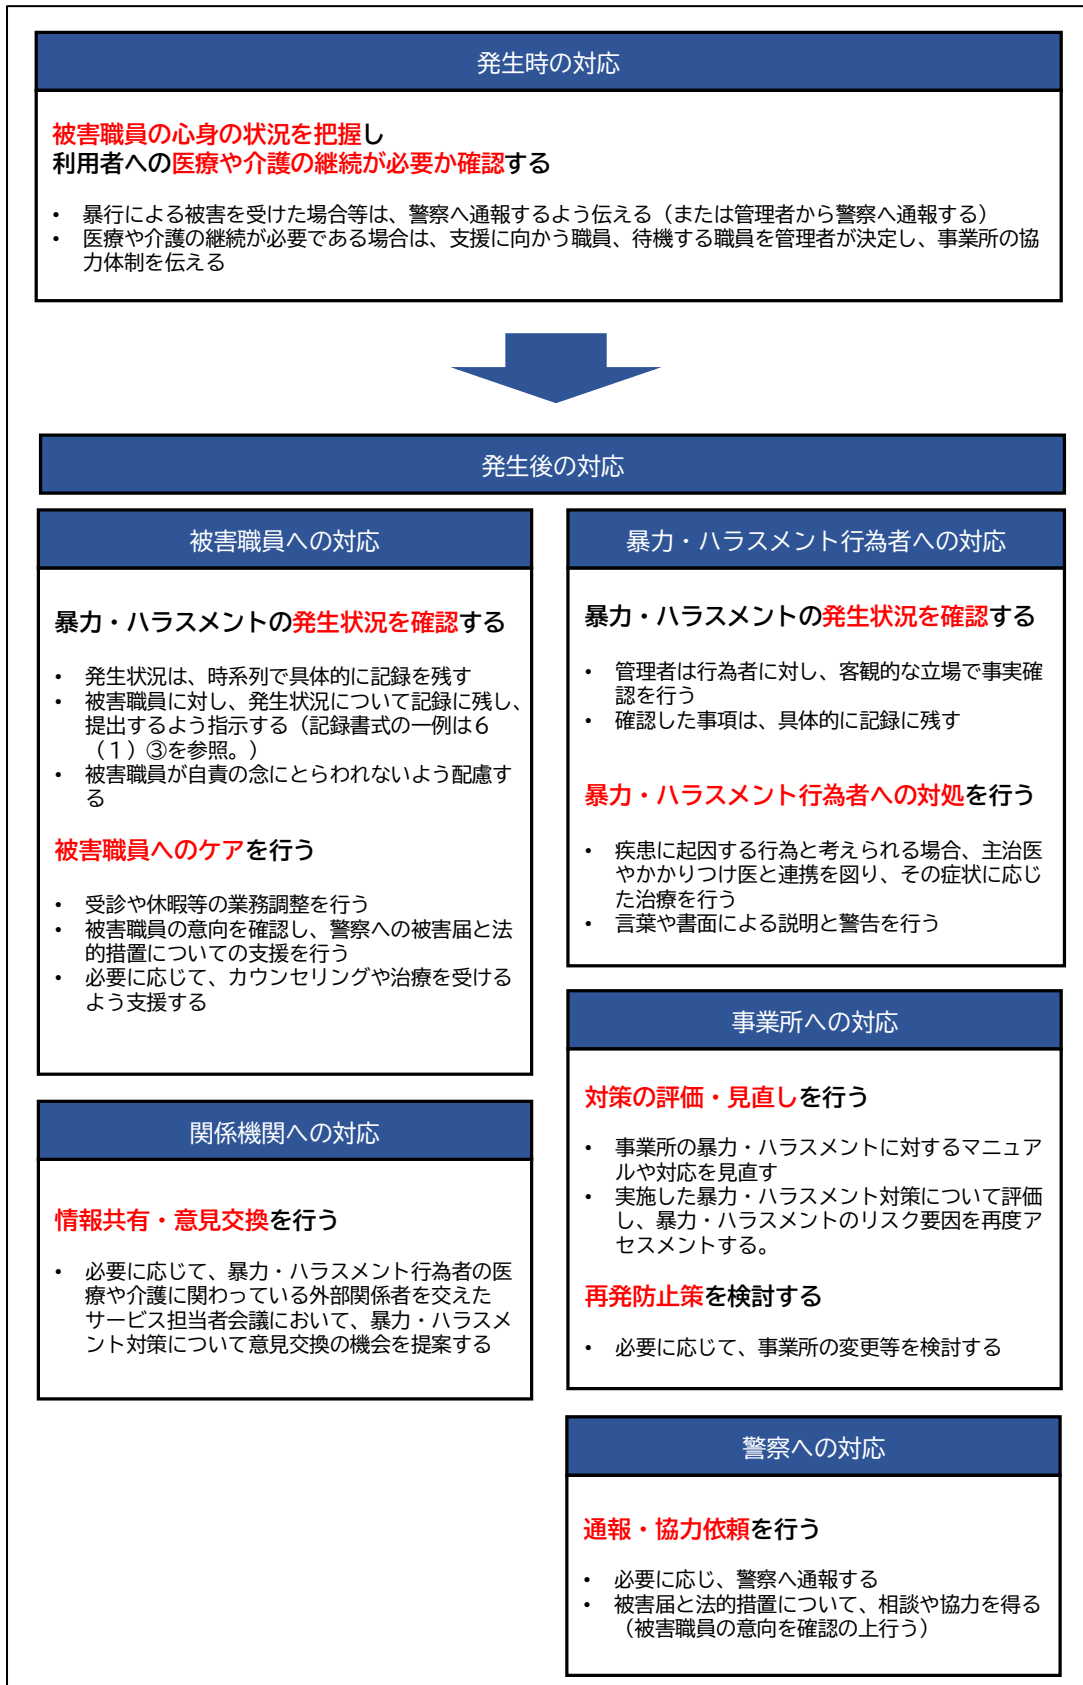 発生時の対応
被害職員の心身の状況を把握し
利用者への医療や介護の継続が必要か確認する
• 暴行による被害を受けた場合等は、警察へ通報するよう伝える（または管理者から警察へ通報する）
• 医療や介護の継続が必要である場合は、支援に向かう職員、待機する職員を管理者が決定し、事業所の協
力体制を伝える
発生後の対応
被害職員への対応
暴力・ハラスメントの発生状況を確認する
• 発生状況は、時系列で具体的に記録を残す
• 被害職員に対し、発生状況について記録に残し、
提出するよう指示する（記録書式の一例は６
（１）③を参照。）
• 被害職員が自責の念にとらわれないよう配慮す
る
被害職員へのケアを行う
• 受診や休暇等の業務調整を行う
• 被害職員の意向を確認し、警察への被害届と法
的措置についての支援を行う
• 必要に応じて、カウンセリングや治療を受ける
よう支援する
関係機関への対応
情報共有・意見交換を行う
• 必要に応じて、暴力・ハラスメント行為者の医
療や介護に関わっている外部関係者を交えた
サービス担当者会議において、暴力・ハラスメ
ント対策について意見交換の機会を提案する
暴力・ハラスメント行為者への対応
暴力・ハラスメントの発生状況を確認する
• 管理者は行為者に対し、客観的な立場で事実確
認を行う
• 確認した事項は、具体的に記録に残す
暴力・ハラスメント行為者への対処を行う
• 疾患に起因する行為と考えられる場合、主治医
やかかりつけ医と連携を図り、その症状に応じ
た治療を行う
• 言葉や書面による説明と警告を行う
事業所への対応
対策の評価・見直しを行う
• 事業所の暴力・ハラスメントに対するマニュア
ルや対応を見直す
• 実施した暴力・ハラスメント対策について評価
し、暴力・ハラスメントのリスク要因を再度ア
セスメントする。
再発防止策を検討する
• 必要に応じて、事業所の変更等を検討する
警察への対応
通報・協力依頼を行う
• 必要に応じ、警察へ通報する
• 被害届と法的措置について、相談や協力を得る
（被害職員の意向を確認の上行う）